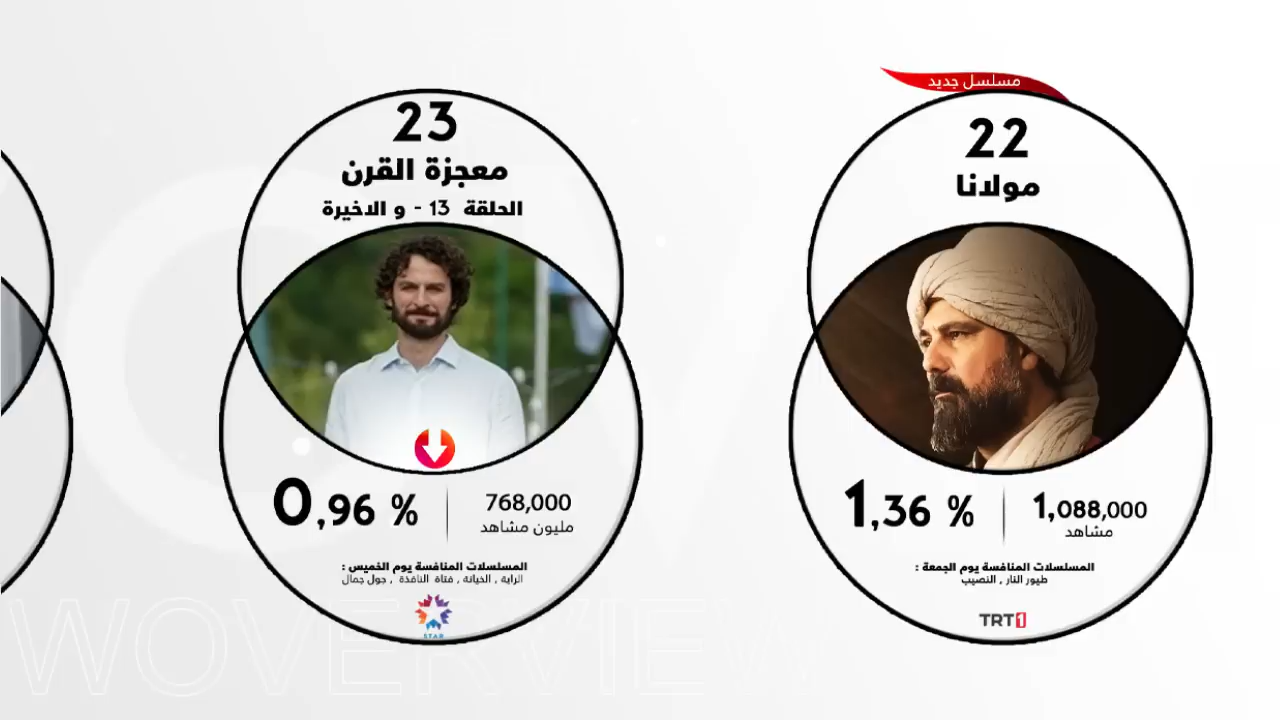 مسلسل جديد
22
مولانا
1,36 %
1,088,000
مشاهد
المسلسلات المنافسة يوم الجمعة :
طيور النار , النصيب
TRT1
23
معجزة القرن
الحلقة 13 - و الاخيرة
0,96 %
768,000
مليون مشاهد
المسلسلات المنافسة يوم الخميس :
الراية , الخيانة , فتاة النافذة , جول جمال
STAR
WOVERVIEW